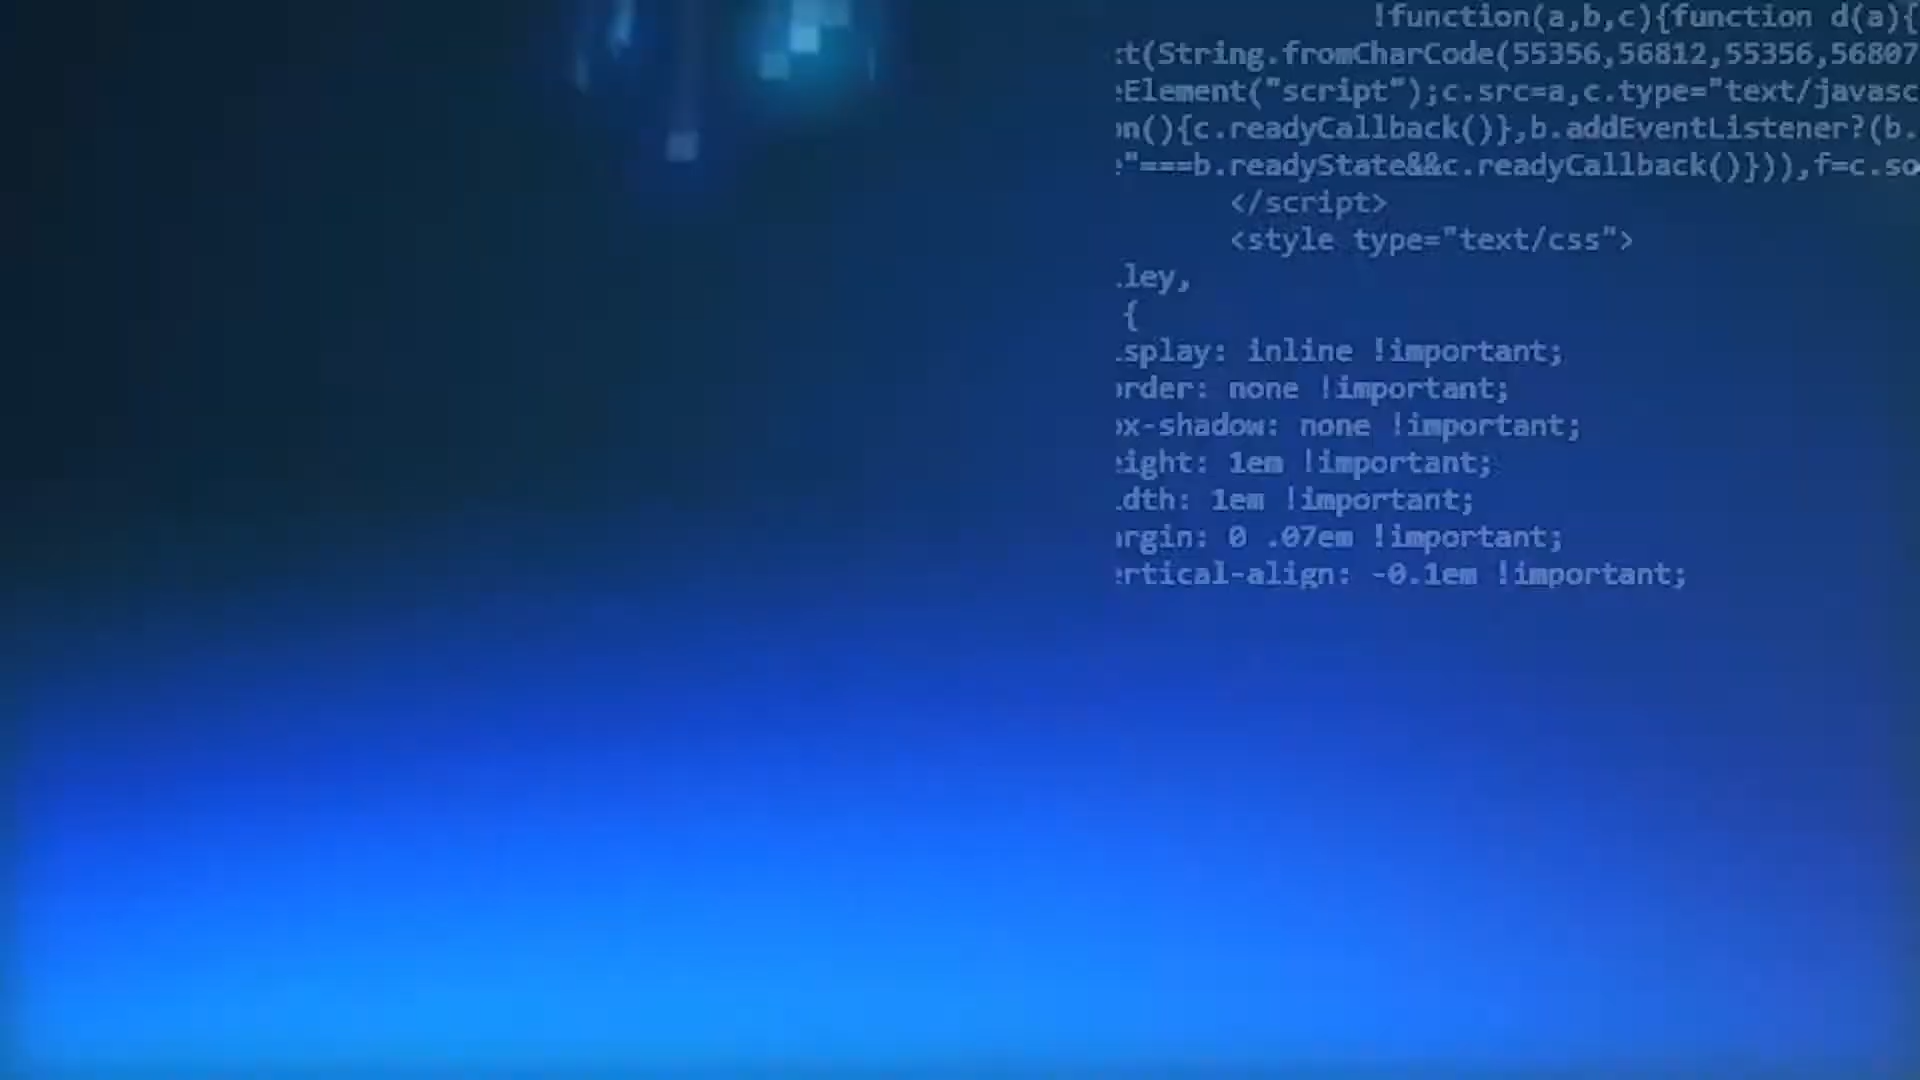 !function(a,b,c){function d(a){
t(String.fromCharCode(55356,56812,55356,56807
Element("script");c.src=a,c.type="text/javasc
n(){c.readyCallback()},b.addEventListener?(b.
"===b.readyState&&c.readyCallback()})),f=c.so
</script>
<style type="text/css">
ley,
{
splay: inline !important;
rder: none !important;
x-shadow: none !important;
ight: 1em !important;
dth: 1em !important;
rgin: 0 .07em !important;
rtical-align: -0.1em !important;